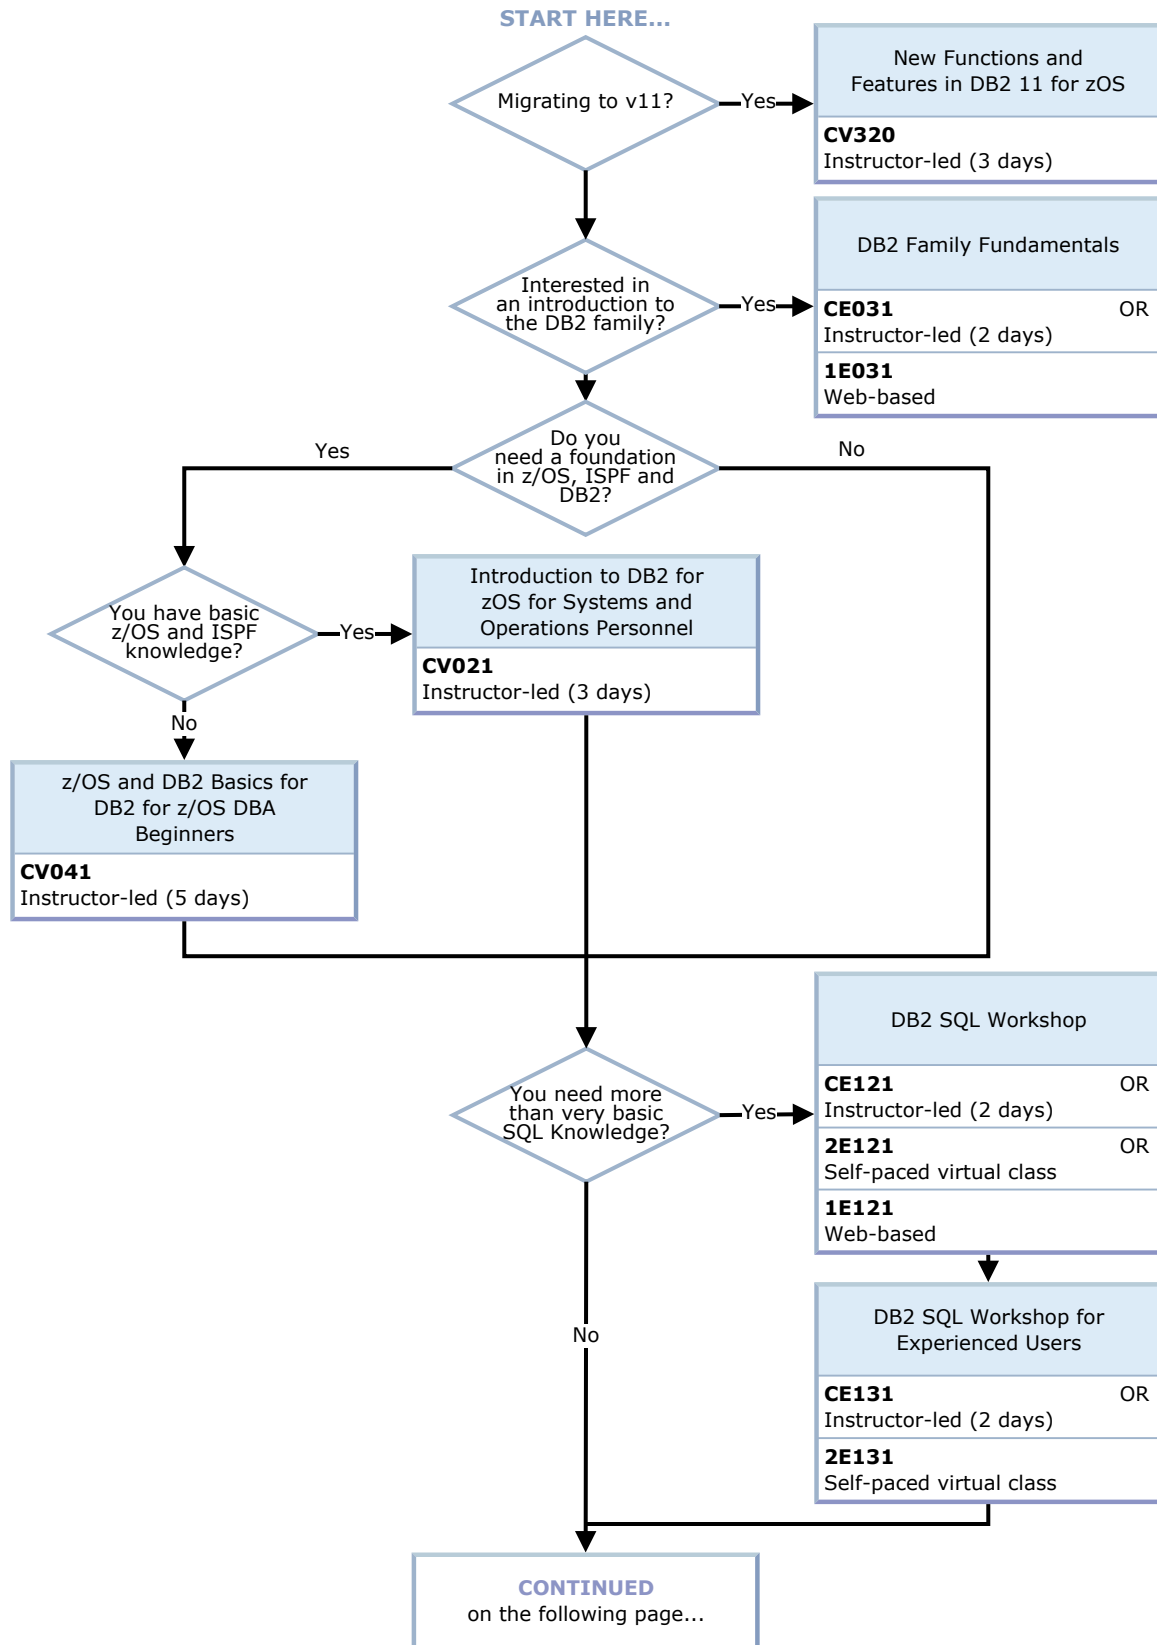 START HERE...
Migrating to v11?
Yes
New Functions and
Features in DB2 11 for zOS
CV320
Instructor-led (3 days)
Interested in
an introduction to
the DB2 family?
Yes
DB2 Family Fundamentals
CE031 OR
Instructor-led (2 days)
1E031
Web-based
Do you
need a foundation
in z/OS, ISPF and
DB2?
Yes
No
You have basic
z/OS and ISPF
knowledge?
Yes
Introduction to DB2 for
zOS for Systems and
Operations Personnel
CV021
Instructor-led (3 days)
No
z/OS and DB2 Basics for
DB2 for z/OS DBA
Beginners
CV041
Instructor-led (5 days)
You need more
than very basic
SQL Knowledge?
Yes
DB2 SQL Workshop
CE121 OR
Instructor-led (2 days)
2E121 OR
Self-paced virtual class
1E121
Web-based
No
DB2 SQL Workshop for
Experienced Users
CE131 OR
Instructor-led (2 days)
2E131
Self-paced virtual class
CONTINUED
on the following page...